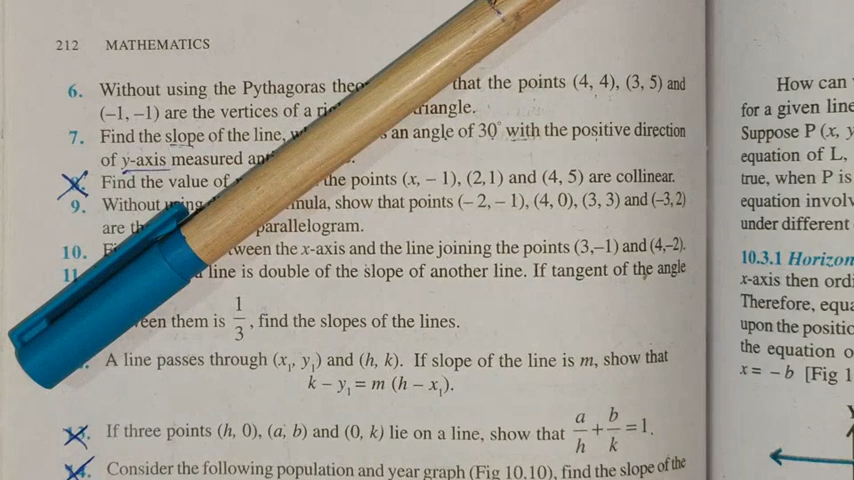 212 MATHEMATICS
6. Without using the Pythagoras that the points (4, 4), (3, 5) and
(–1, –1) are the vertices of a
7. Find the slope of the line, an angle of 30° with the positive direction
of y-axis measured
Find the value of the points (x, – 1), (2,1) and (4, 5) are collinear.
9. Without show that points (– 2, – 1), (4, 0), (3, 3) and (–3, 2)
are parallelogram.
10. the x-axis and the line joining the points (3,–1) and (4,–2).
11 line is double of the slope of another line. If tangent of the angle
them is 1/3, find the slopes of the lines.
A line passes through (x₁, y₁) and (h, k). If slope of the line is m, show that
k – y₁ = m (h – x₁).
13. If three points (h, 0), (a, b) and (0, k) lie on a line, show that a/h + b/k = 1.
14. Consider the following population and year graph (Fig 10.10), find the slope of the
How can
for a given line
Suppose P (x, y
equation of L,
true, when P is
equation involv
under different
10.3.1 Horizon
x-axis then ordi
Therefore, equa
upon the positio
the equation o
x = – b [Fig 1
Y